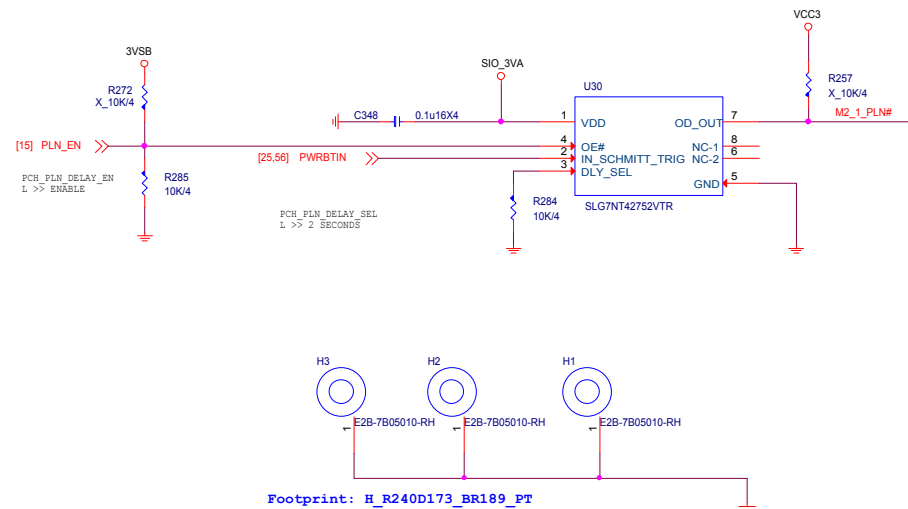 VCC3
3VSB
SIO_3VA
R272
X_10K/4
U30
R257
X_10K/4
C348
0.1u16X4
M2_1_PLN#
1
VDD
OD_OUT
7
[15] PLN_EN
4
OE#
NC-1
8
[25,56] PWRBTIN
2
IN_SCHMITT_TRIG
NC-2
6
3
DLY_SEL
PCH_PLN_DELAY_EN
L >> ENABLE
R285
10K/4
GND
5
R284
10K/4
SLG7NT42752VTR
PCH_PLN_DELAY_SEL
L >> 2 SECONDS
H3
H2
H1
E2B-7B05010-RH
E2B-7B05010-RH
E2B-7B05010-RH
1
1
1
Footprint: H_R240D173_BR189_PT